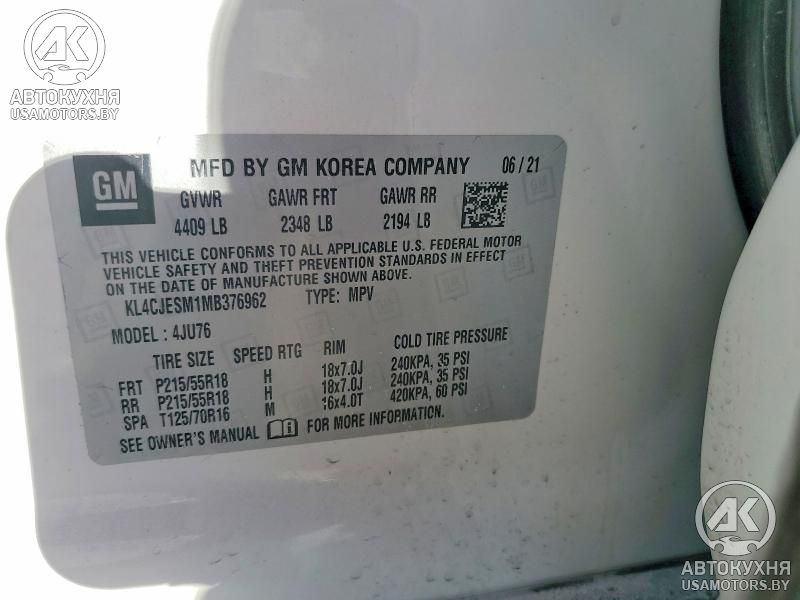 AK
АВТОКУХНЯ
USAMOTORS.BY
GM
MFD BY GM KOREA COMPANY 06 / 21
GVWR GAWR FRT GAWR RR
4409 LB 2348 LB 2194 LB
THIS VEHICLE CONFORMS TO ALL APPLICABLE U.S. FEDERAL MOTOR
VEHICLE SAFETY AND THEFT PREVENTION STANDARDS IN EFFECT
ON THE DATE OF MANUFACTURE SHOWN ABOVE.
KL4CJESM1MB376962 TYPE: MPV
MODEL: 4JU76
TIRE SIZE SPEED RTG RIM COLD TIRE PRESSURE
FRT P215/55R18 H 18x7.0J 240KPA, 35 PSI
RR P215/55R18 H 18x7.0J 240KPA, 35 PSI
SPA T125/70R16 M 16x4.0T 420KPA, 60 PSI
SEE OWNER'S MANUAL FOR MORE INFORMATION.
AK
АВТОКУХНЯ
USAMOTORS.BY